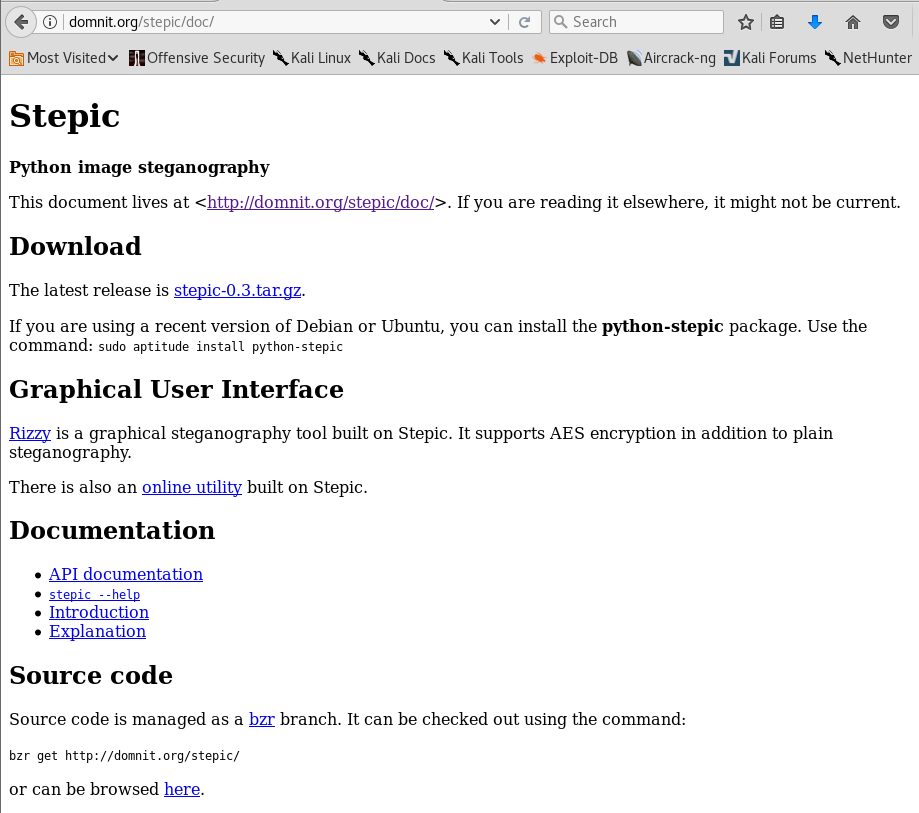 domnit.org/stepic/doc/
Search
Most Visited
Offensive Security
Kali Linux
Kali Docs
Kali Tools
Exploit-DB
Aircrack-ng
Kali Forums
NetHunter
Stepic
Python image steganography
This document lives at <http://domnit.org/stepic/doc/>. If you are reading it elsewhere, it might not be current.
Download
The latest release is stepic-0.3.tar.gz.
If you are using a recent version of Debian or Ubuntu, you can install the python-stepic package. Use the
command: sudo aptitude install python-stepic
Graphical User Interface
Rizzy is a graphical steganography tool built on Stepic. It supports AES encryption in addition to plain
steganography.
There is also an online utility built on Stepic.
Documentation
API documentation
stepic --help
Introduction
Explanation
Source code
Source code is managed as a bzr branch. It can be checked out using the command:
bzr get http://domnit.org/stepic/
or can be browsed here.